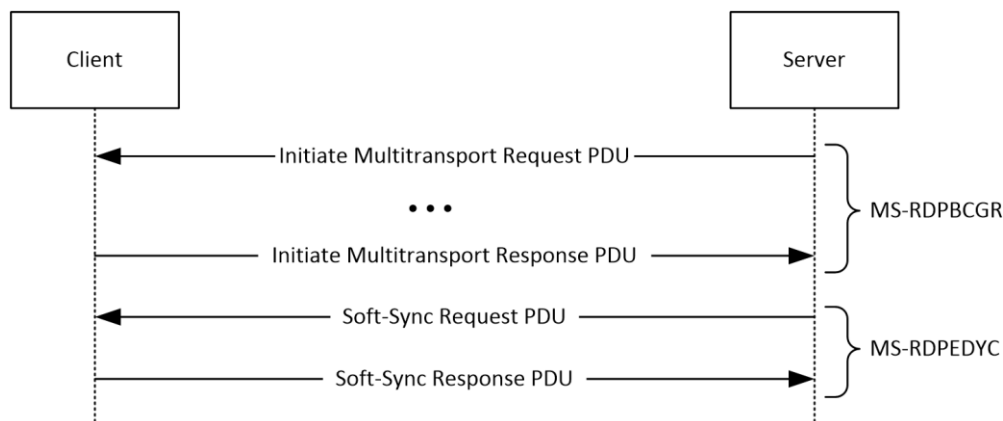 Client
Server
Initiate Multitransport Request PDU
• • •
MS-RDPBCGR
Initiate Multitransport Response PDU
Soft-Sync Request PDU
MS-RDPEDYC
Soft-Sync Response PDU